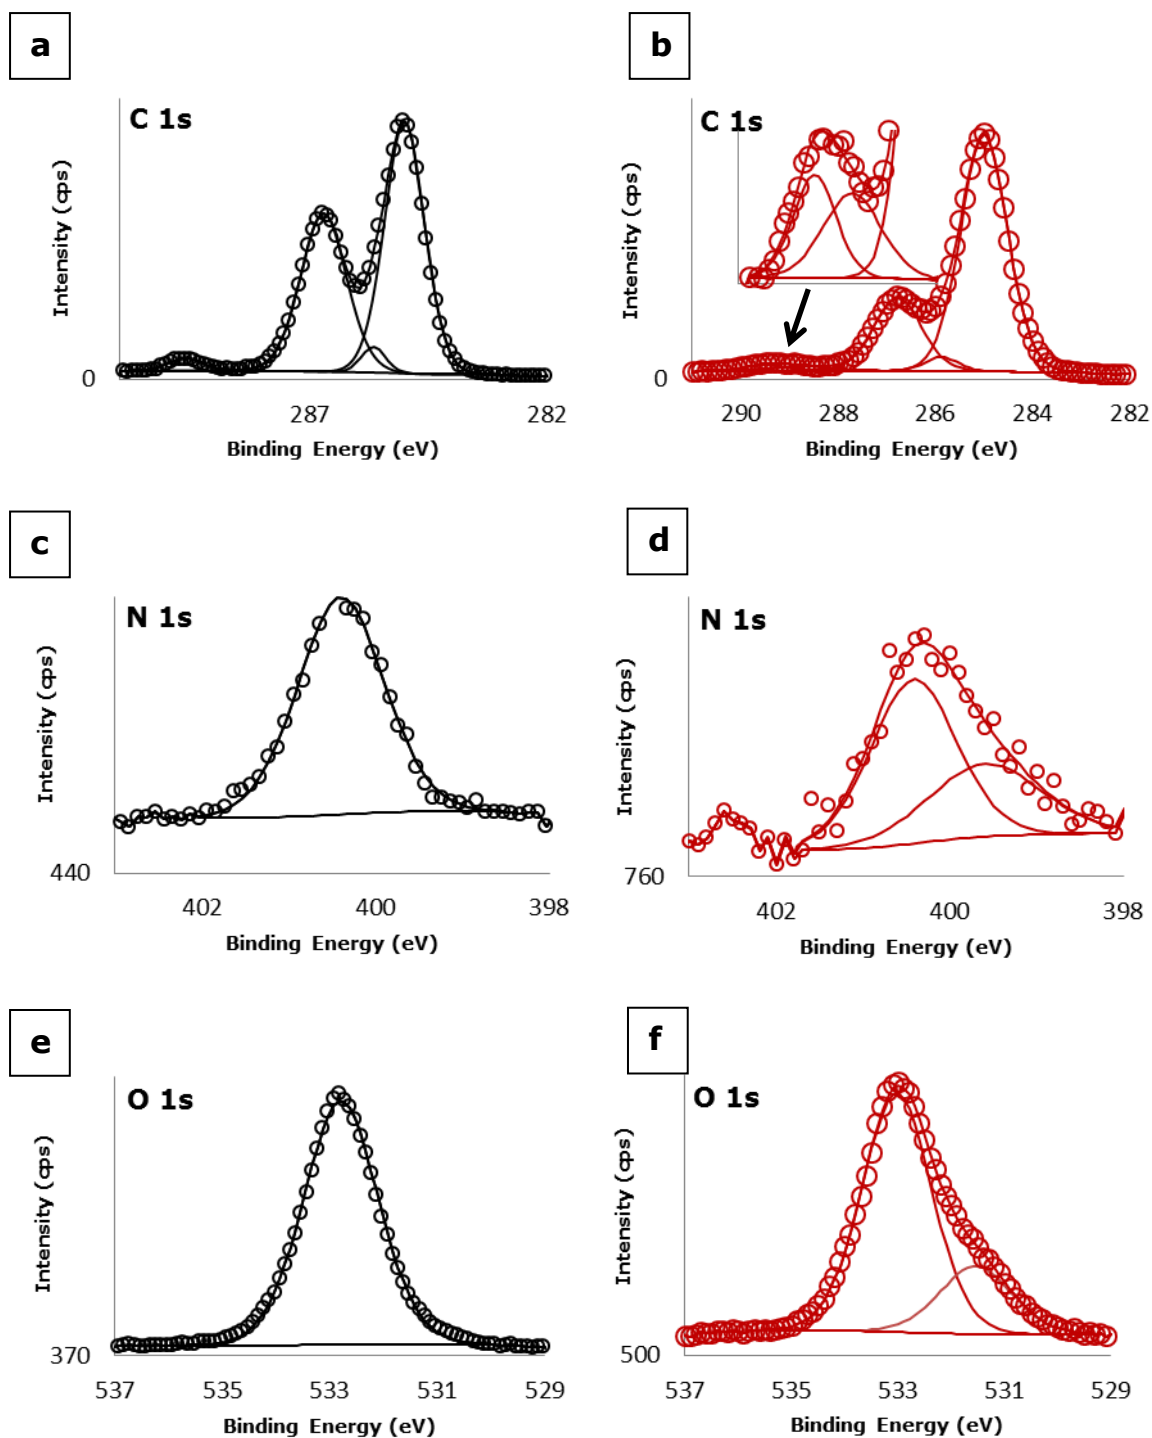 a
b
C 1s
C 1s
Intensity (cps)
Intensity (cps)
0
0
287
282
290
288
286
284
282
Binding Energy (eV)
Binding Energy (eV)
c
d
N 1s
N 1s
Intensity (cps)
Intensity (cps)
440
760
402
400
398
402
400
398
Binding Energy (eV)
Binding Energy (eV)
e
f
O 1s
O 1s
Intensity (cps)
Intensity (cps)
370
500
537
535
533
531
529
537
535
533
531
529
Binding Energy (eV)
Binding Energy (eV)